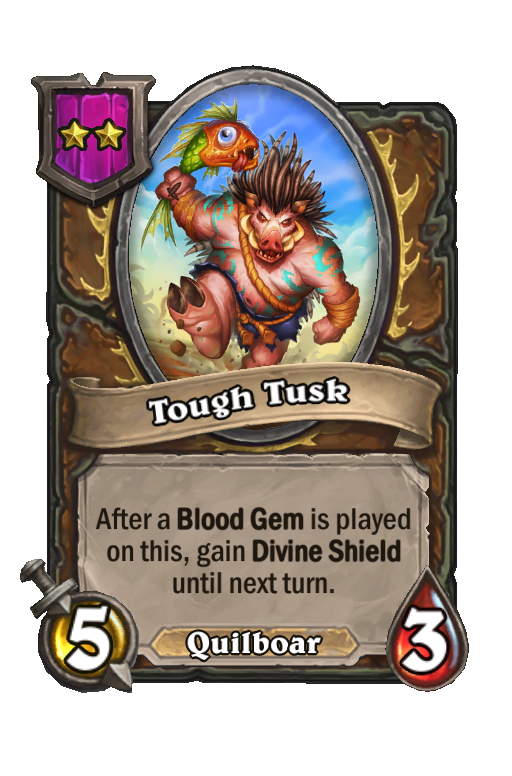 Tough Tusk
After a Blood Gem is played
on this, gain Divine Shield
until next turn.
5
Quilboar
3